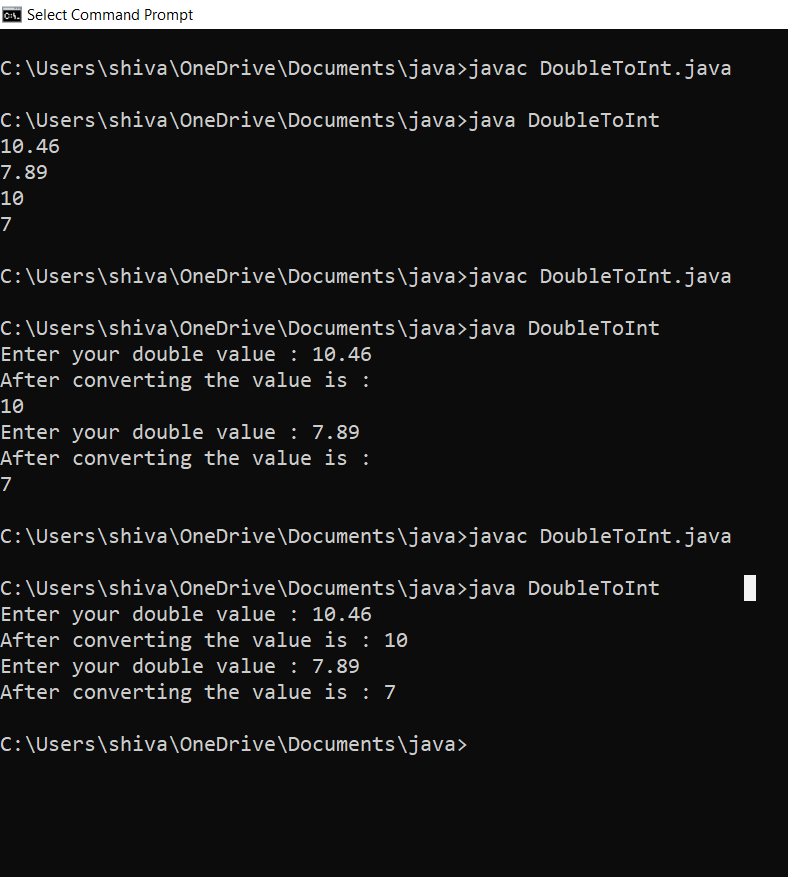 Select Command Prompt
C:\Users\shiva\OneDrive\Documents\java>javac DoubleToInt.java
C:\Users\shiva\OneDrive\Documents\java>java DoubleToInt
10.46
7.89
10
7
C:\Users\shiva\OneDrive\Documents\java>javac DoubleToInt.java
C:\Users\shiva\OneDrive\Documents\java>java DoubleToInt
Enter your double value : 10.46
After converting the value is :
10
Enter your double value : 7.89
After converting the value is :
7
C:\Users\shiva\OneDrive\Documents\java>javac DoubleToInt.java
C:\Users\shiva\OneDrive\Documents\java>java DoubleToInt
Enter your double value : 10.46
After converting the value is : 10
Enter your double value : 7.89
After converting the value is : 7
C:\Users\shiva\OneDrive\Documents\java>